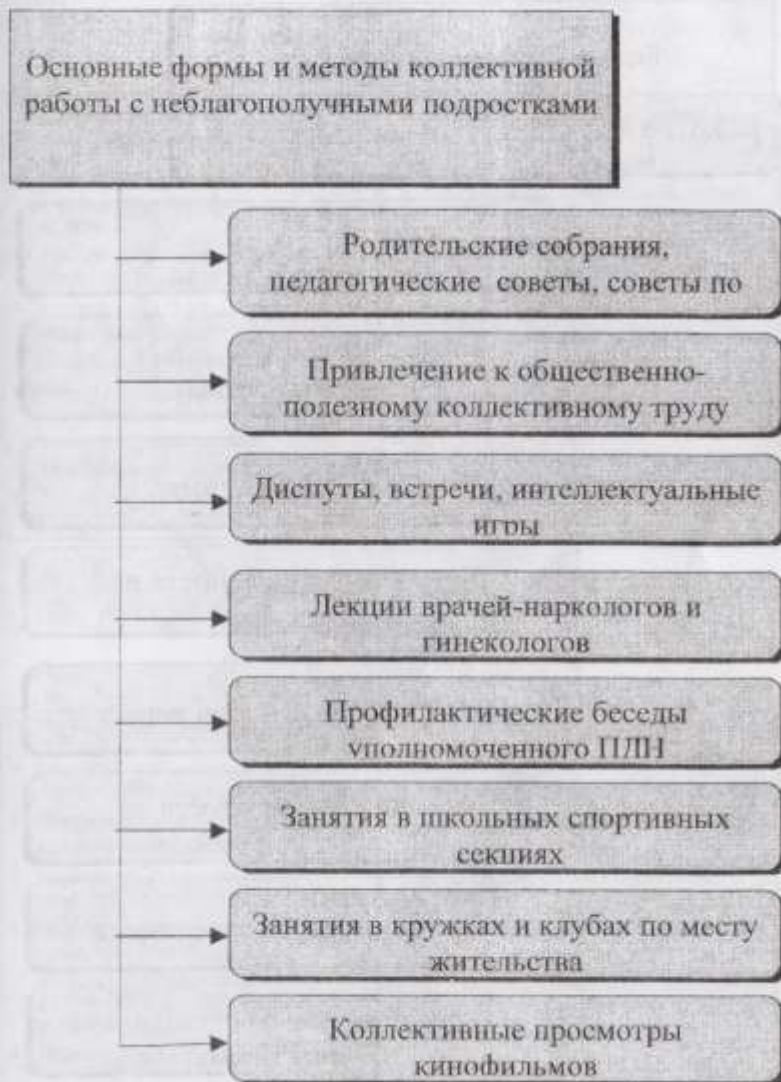 Основные формы и методы коллективной
работы с неблагополучными подростками
Родительские собрания,
педагогические советы, советы по
Привлечение к общественно-
полезному коллективному труду
Диспуты, встречи, интеллектуальные
игры
Лекции врачей-наркологов и
гинекологов
Профилактические беседы
уполномоченного ПДН
Занятия в школьных спортивных
секциях
Занятия в кружках и клубах по месту
жительства
Коллективные просмотры
кинофильмов